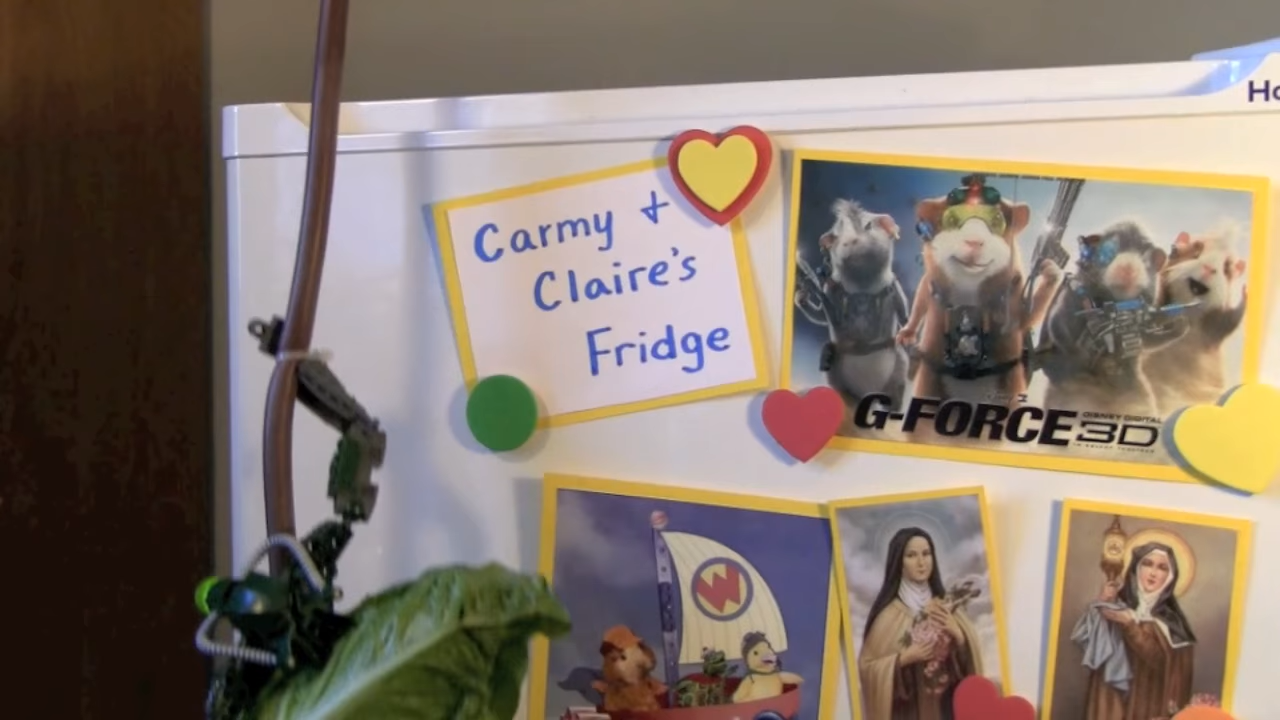 Carmy +
Claire's
Fridge
G-FORCE
DISNEY DIGITAL
3D
W